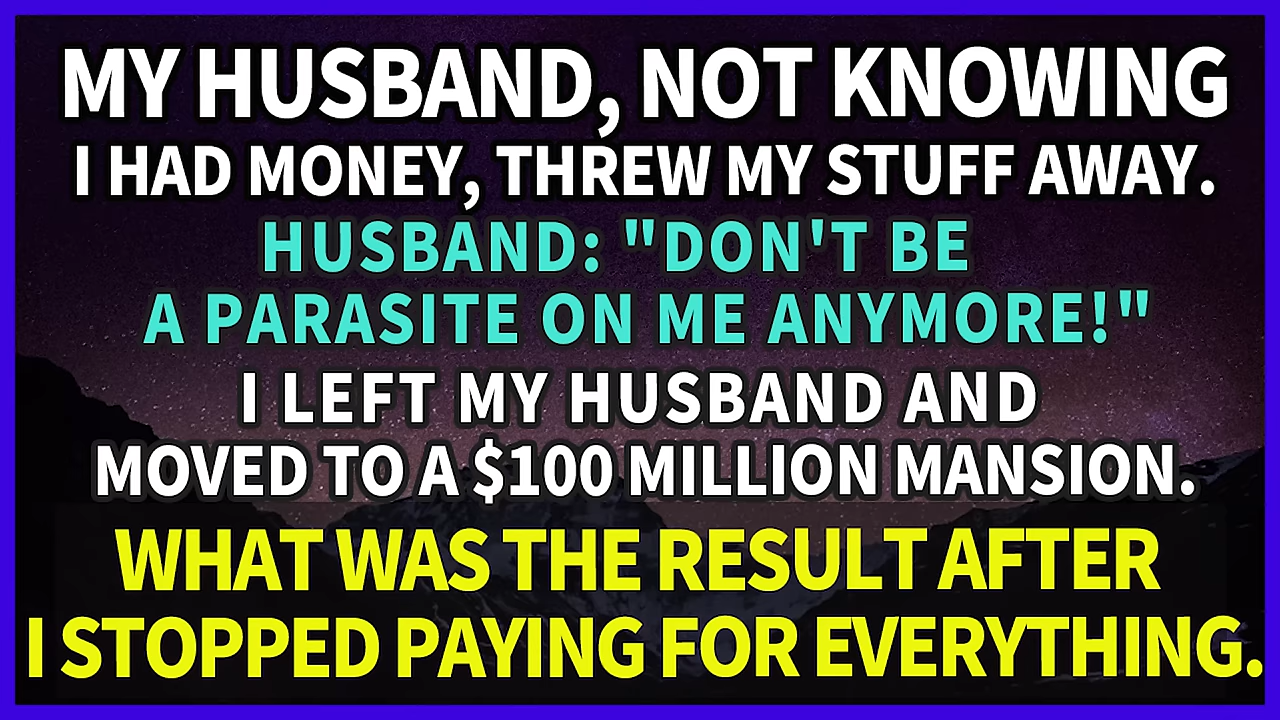 MY HUSBAND, NOT KNOWING
I HAD MONEY, THREW MY STUFF AWAY.
HUSBAND: "DON'T BE
A PARASITE ON ME ANYMORE!"
I LEFT MY HUSBAND AND
MOVED TO A $100 MILLION MANSION.
WHAT WAS THE RESULT AFTER
I STOPPED PAYING FOR EVERYTHING.